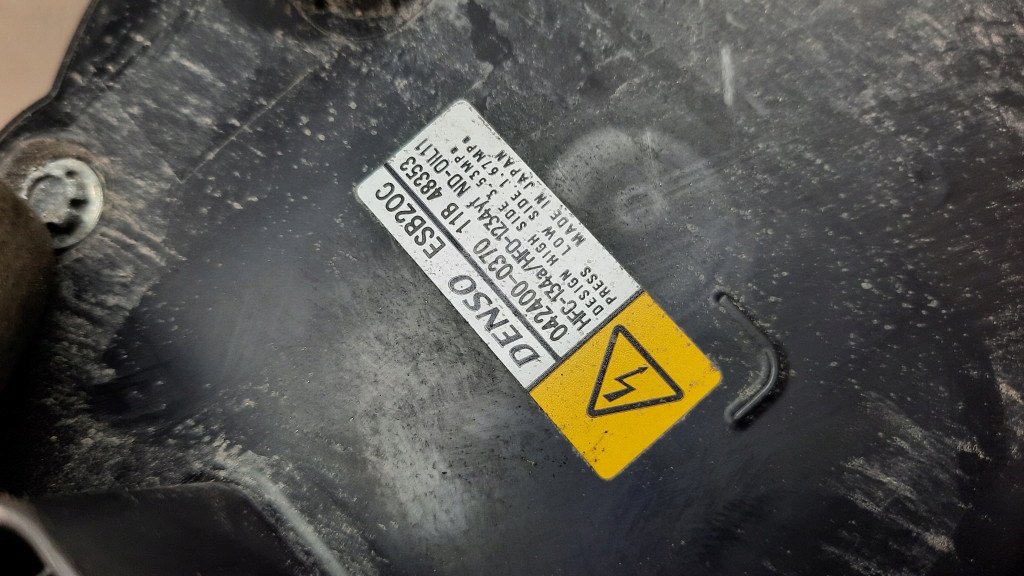 DENSO ESB20C
042400-0370 11B 48353
HFC-134a/HFO-1234yf ND-OIL11
DESIGN HIGH SIDE 3.53MPa
PRESS LOW SIDE 1.67MPa
MADE IN JAPAN